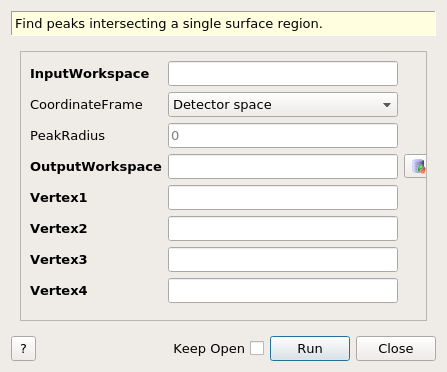 Find peaks intersecting a single surface region.
InputWorkspace
CoordinateFrame Detector space
PeakRadius 0
OutputWorkspace
Vertex1
Vertex2
Vertex3
Vertex4
? Keep Open Run Close